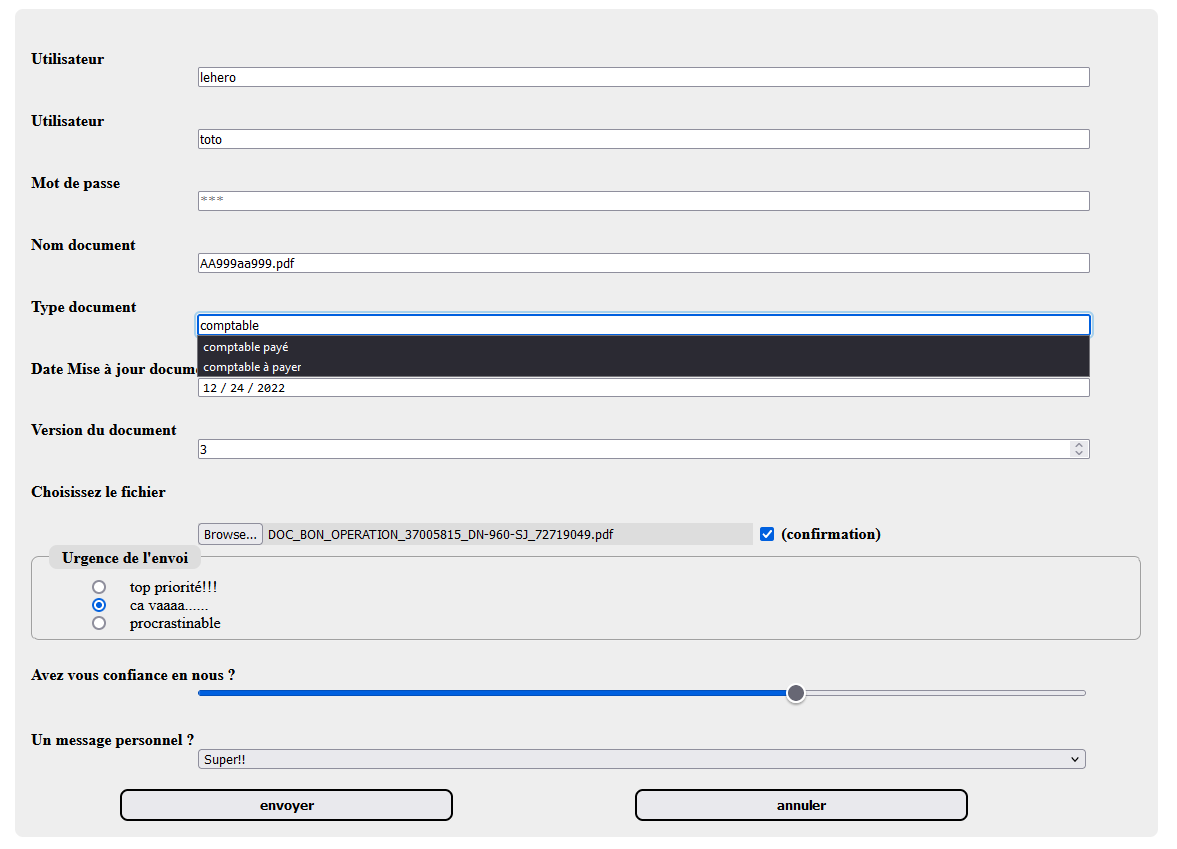 Utilisateur
lehero
Utilisateur
toto
Mot de passe
***
Nom document
AA999aa999.pdf
Type document
comptable
comptable payé
comptable à payer
Date Mise à jour docum
12 / 24 / 2022
Version du document
3
Choisissez le fichier
Browse... DOC_BON_OPERATION_37005815_DN-960-SJ_72719049.pdf (confirmation)
Urgence de l'envoi
top priorité!!!
ca vaaaa......
procrastinable
Avez vous confiance en nous ?
Un message personnel ?
Super!!
envoyer annuler